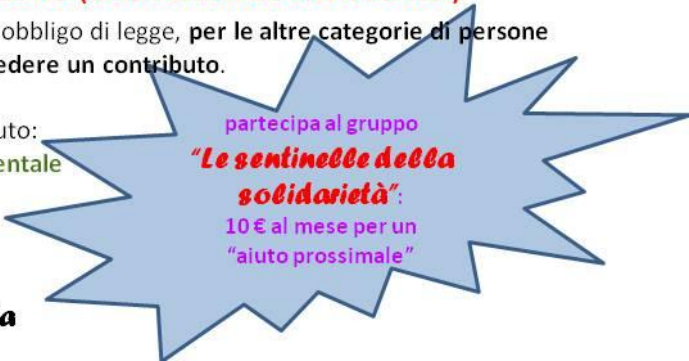 obbligo di legge, per le altre categorie di persone
edere un contributo.
uto:
entale
partecipa al gruppo
"Le sentinelle della
solidarietà":
10 € al mese per un
"aiuto prossimale"
a